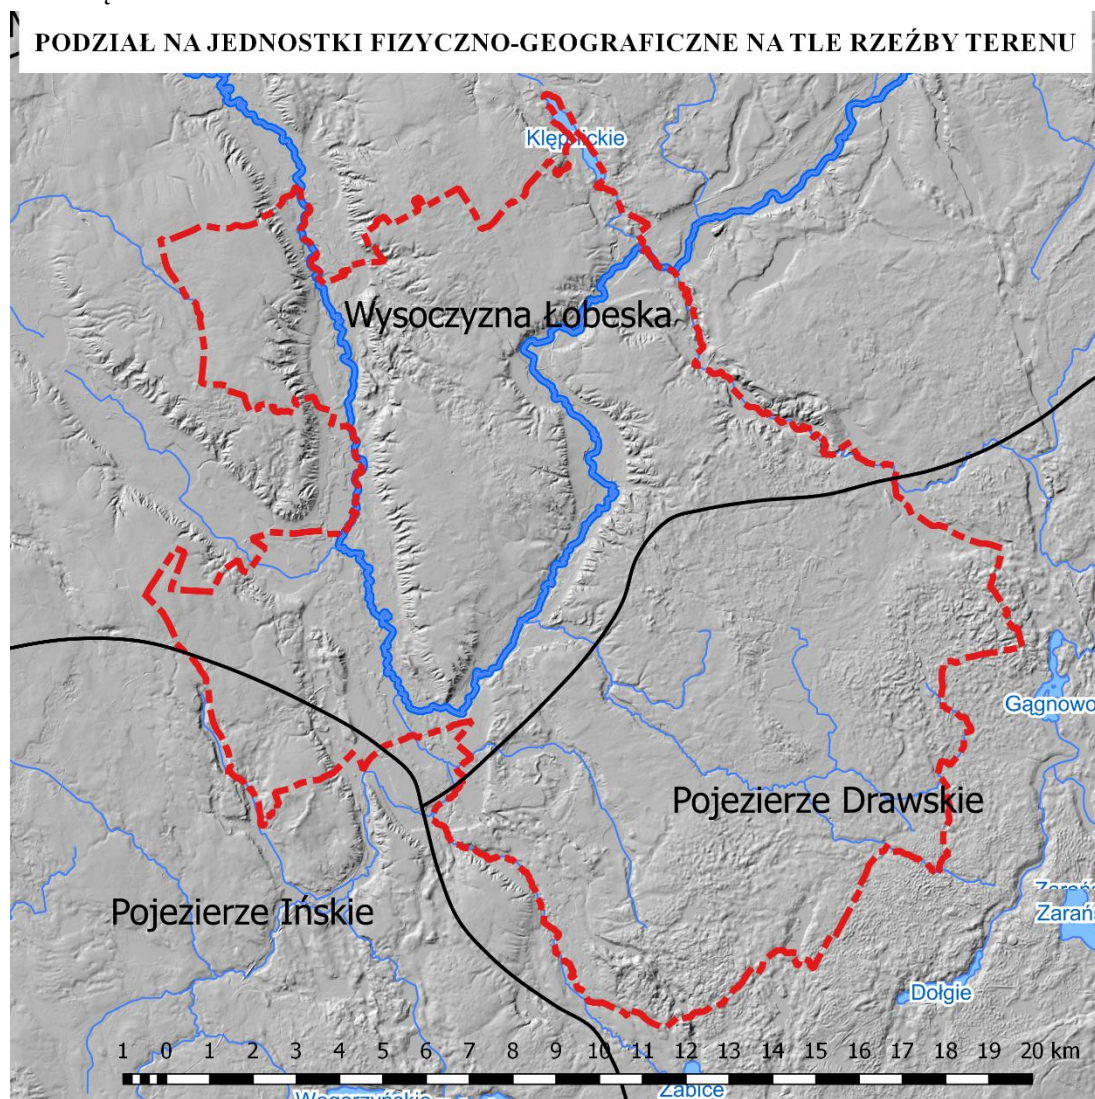 PODZIAŁ NA JEDNOSTKI FIZYCZNO-GEOGRAFICZNE NA TLE RZEŹBY TERENU
Wysoczyzna Łobeska
Gągnowo
Pojezierze Drawskie
Pojezierze Ińskie
Zarań
Dołgie
1 0 1 2 3 4 5 6 7 8 9 10 11 12 13 14 15 16 17 18 19 20 km
Żabice